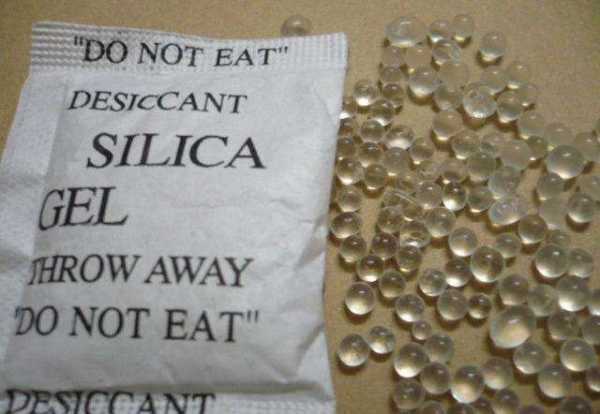 "DO NOT EAT"
DESICCANT
SILICA
GEL
THROW AWAY
"DO NOT EAT"
DESICCANT